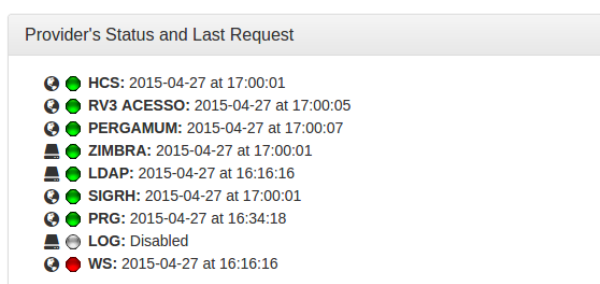 Provider's Status and Last Request
HCS: 2015-04-27 at 17:00:01
RV3 ACESSO: 2015-04-27 at 17:00:05
PERGAMUM: 2015-04-27 at 17:00:07
ZIMBRA: 2015-04-27 at 17:00:01
LDAP: 2015-04-27 at 16:16:16
SIGRH: 2015-04-27 at 17:00:01
PRG: 2015-04-27 at 16:34:18
LOG: Disabled
WS: 2015-04-27 at 16:16:16